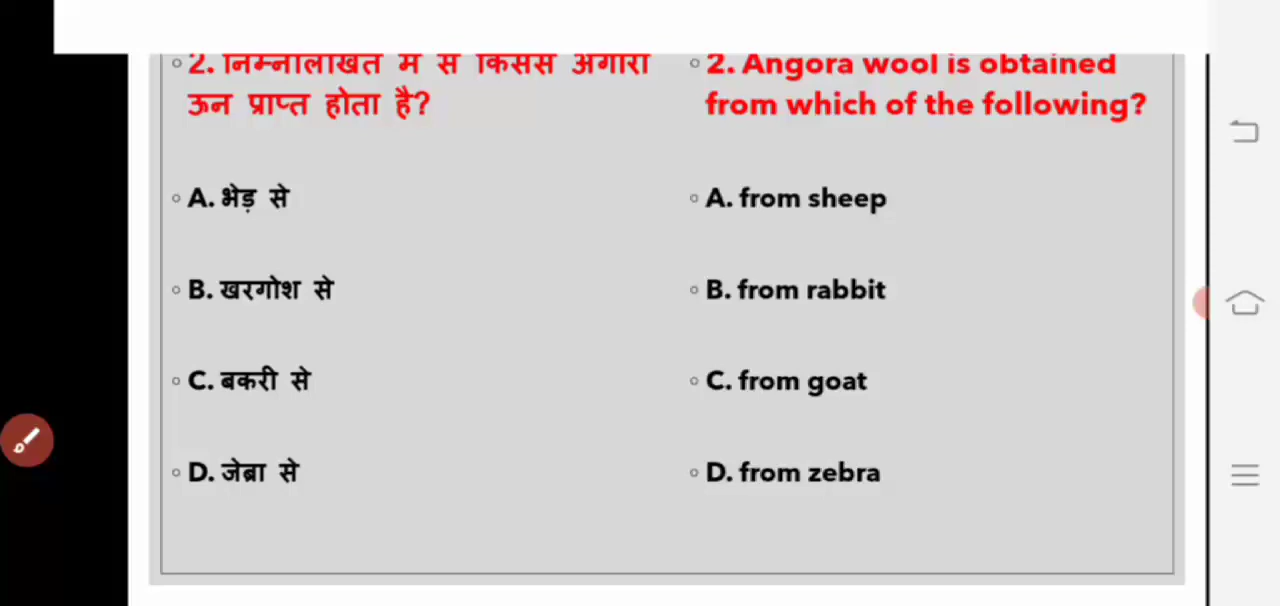 2. निम्नलिखित में से किससे अंगोरा
ऊन प्राप्त होता है?
A. भेड़ से
B. खरगोश से
C. बकरी से
D. जेब्रा से
2. Angora wool is obtained
from which of the following?
A. from sheep
B. from rabbit
C. from goat
D. from zebra